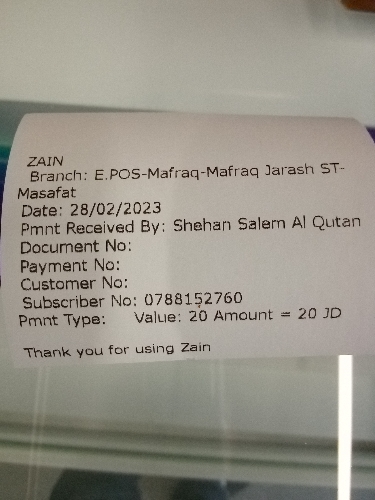 ZAIN
Branch: E.POS-Mafraq-Mafraq Jarash ST-
Masafat
Date: 28/02/2023
Pmnt Received By: Shehan Salem Al Qutan
Document No:
Payment No:
Customer No:
Subscriber No: 0788152760
Pmnt Type: Value: 20 Amount = 20 JD
Thank you for using Zain